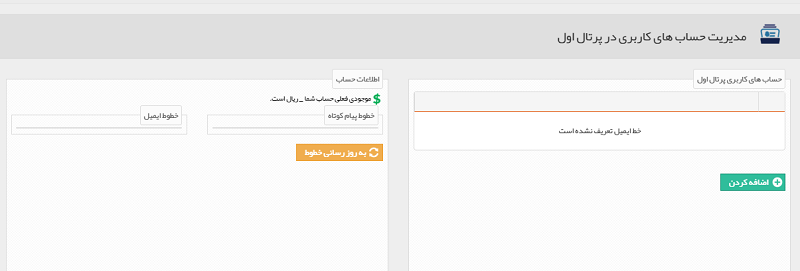 مدیریت حساب های کاربری در پرتال اول
حساب های کاربری پرتال اول
خط ایمیل تعریف نشده است
اضافه کردن
اطلاعات حساب
موجودی فعلی حساب شما _ ریال است.
خطوط پیام کوتاه
خطوط ایمیل
به روز رسانی خطوط